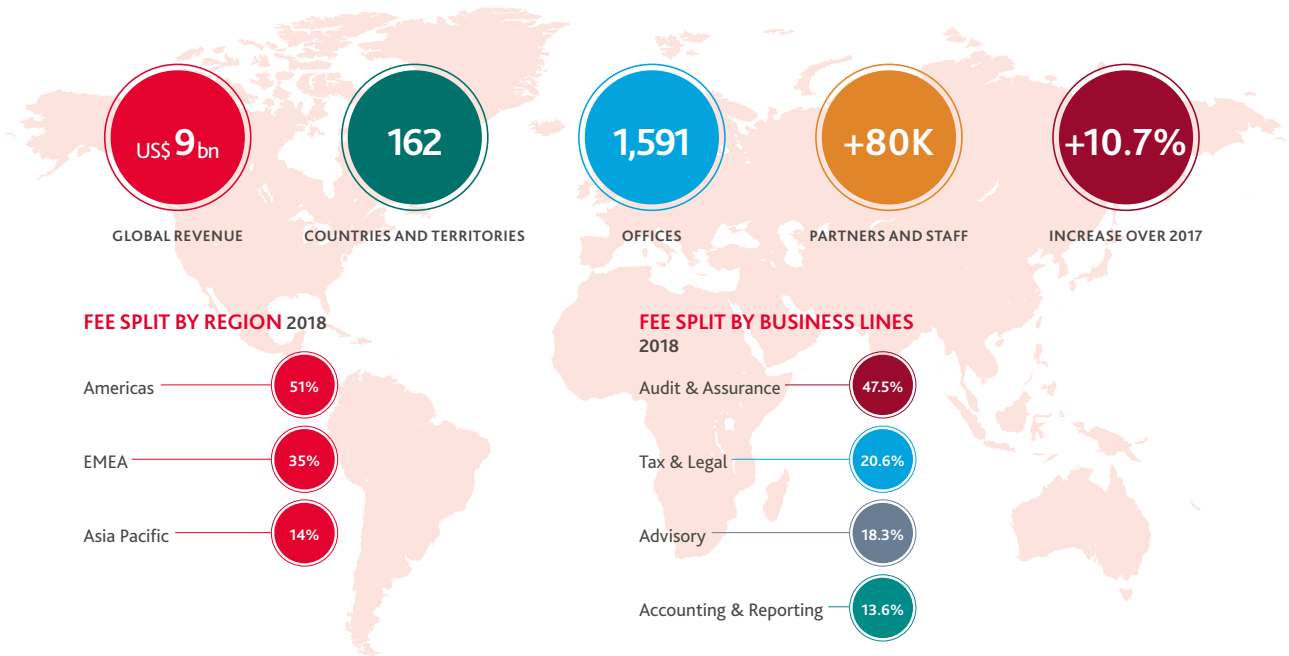 US$ 9 bn
162
1,591
+80K
+10.7%
GLOBAL REVENUE
COUNTRIES AND TERRITORIES
OFFICES
PARTNERS AND STAFF
INCREASE OVER 2017
FEE SPLIT BY REGION 2018
Americas 51%
EMEA 35%
Asia Pacific 14%
FEE SPLIT BY BUSINESS LINES
2018
Audit & Assurance 47.5%
Tax & Legal 20.6%
Advisory 18.3%
Accounting & Reporting 13.6%